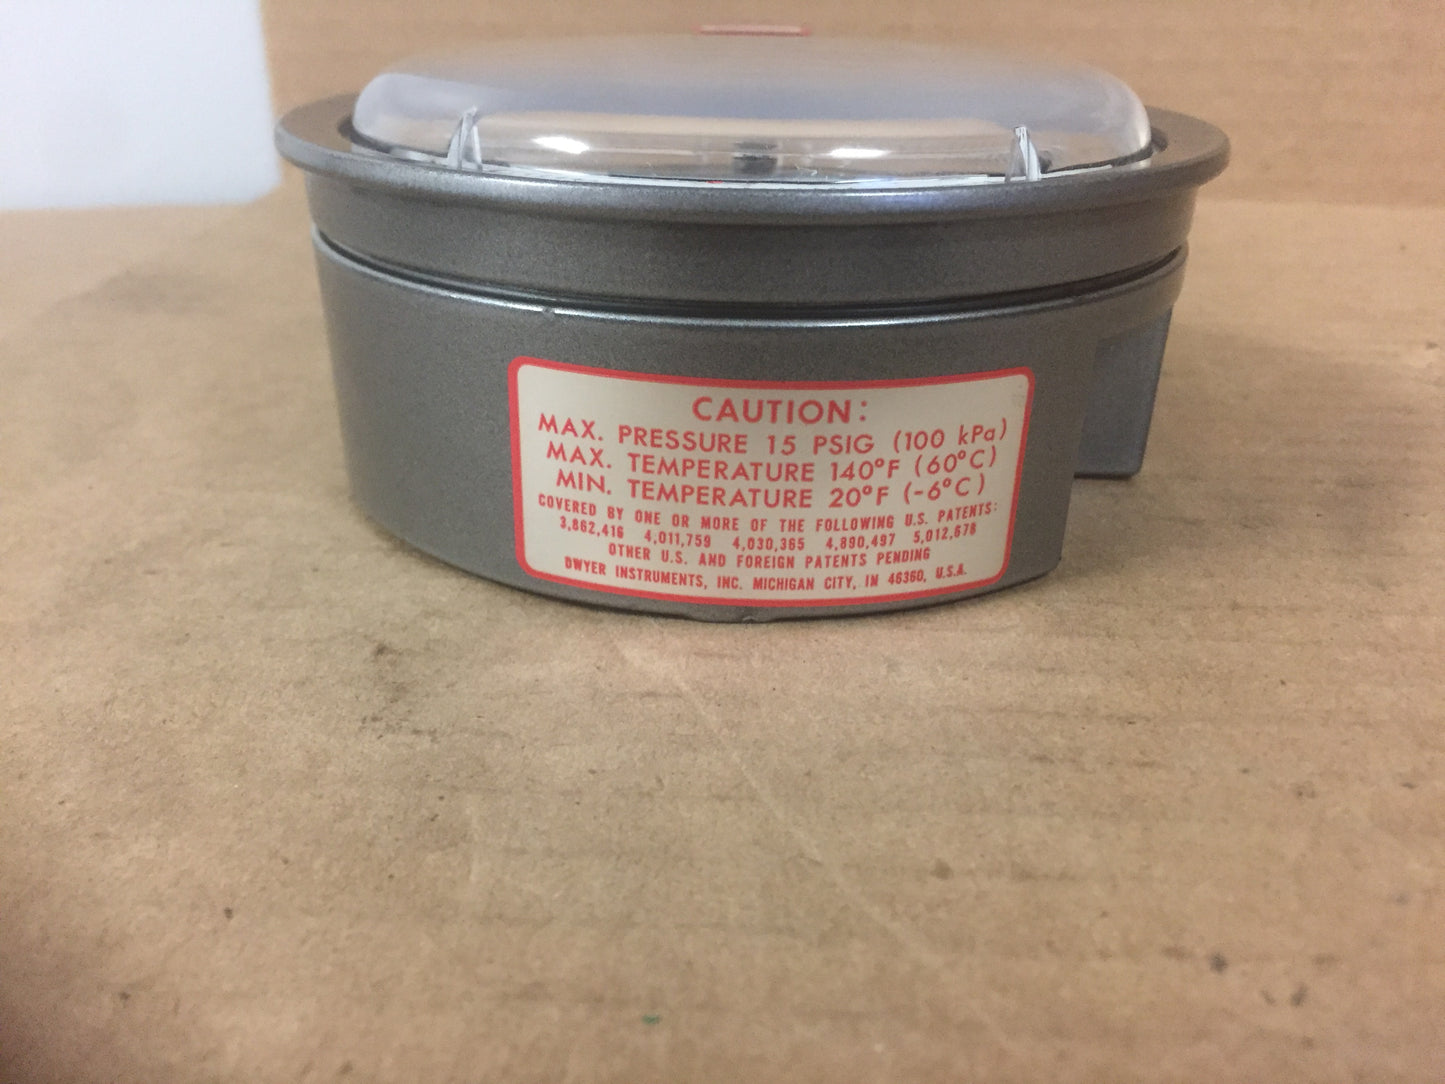 CAUTION:
MAX. PRESSURE 15 PSIG (100 kPa)
MAX. TEMPERATURE 140°F (60°C)
MIN. TEMPERATURE 20°F (-6°C)
COVERED BY ONE OR MORE OF THE FOLLOWING U.S. PATENTS:
3,862,416 4,011,759 4,030,365 4,890,497 5,012,678
OTHER U.S. AND FOREIGN PATENTS PENDING
DWYER INSTRUMENTS, INC. MICHIGAN CITY, IN 46360, U.S.A.